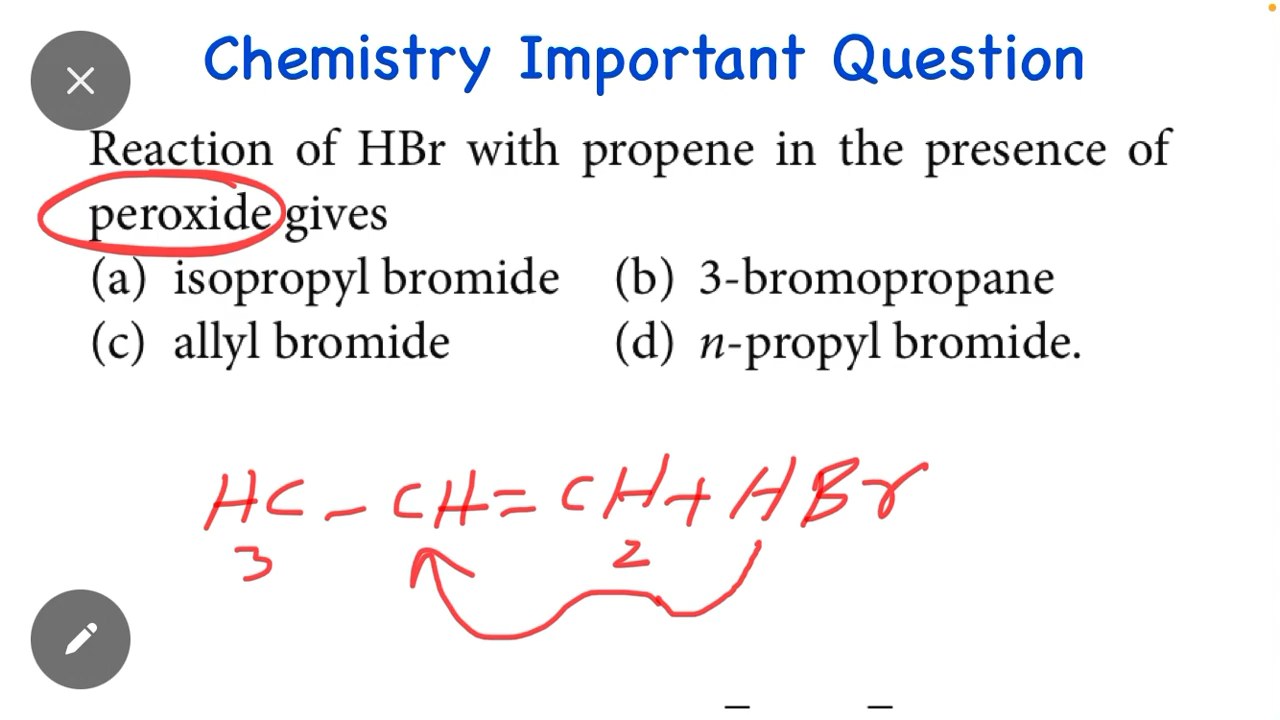 Chemistry Important Question
Reaction of HBr with propene in the presence of
peroxide gives
(a) isopropyl bromide (b) 3-bromopropane
(c) allyl bromide (d) n-propyl bromide.
HC - CH = CH + HBr
3 2